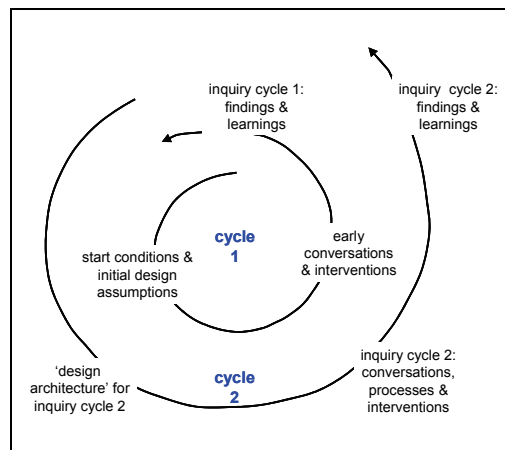 inquiry cycle 1:
findings &
learnings
inquiry  cycle 2:
findings &
learnings
cycle
1
start conditions &
initial design
assumptions
early
conversations
& interventions
'design
architecture' for
inquiry cycle 2
cycle
2
inquiry cycle 2:
conversations,
processes &
interventions